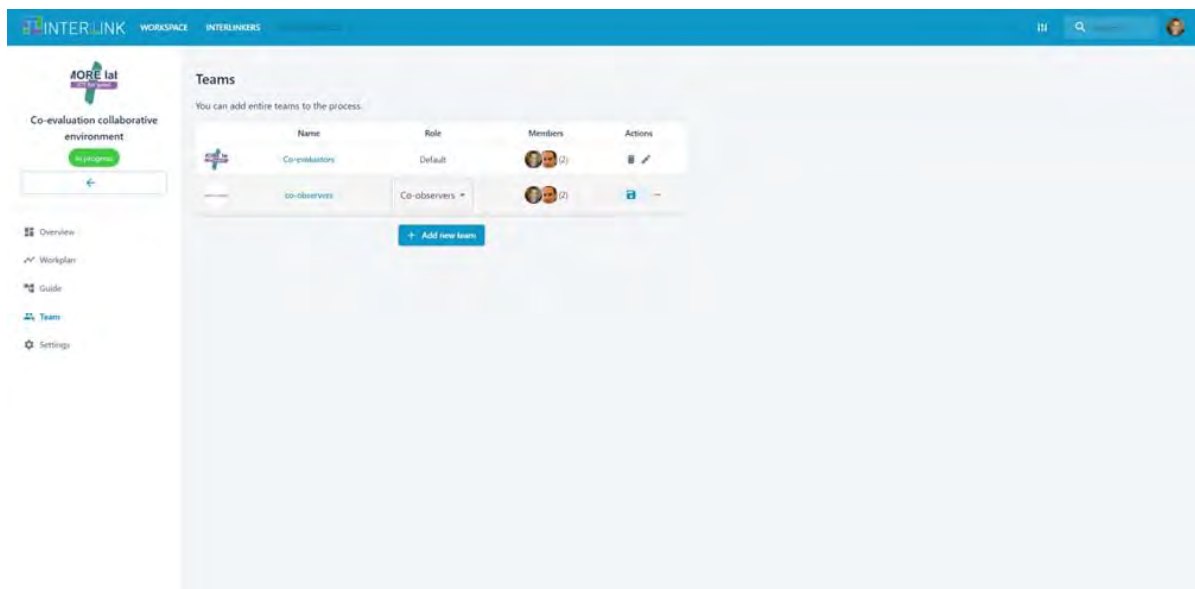 INTERLINK WORKSPACE INTERLINKERS
MORE lab
Co-evaluation collaborative
environment
In progress
Overview
Workplan
Guide
Team
Settings
Teams
You can add entire teams to the process.
Name Role Members Actions
Co-evaluators Default (2)
co-observers Co-observers (2)
+ Add new team